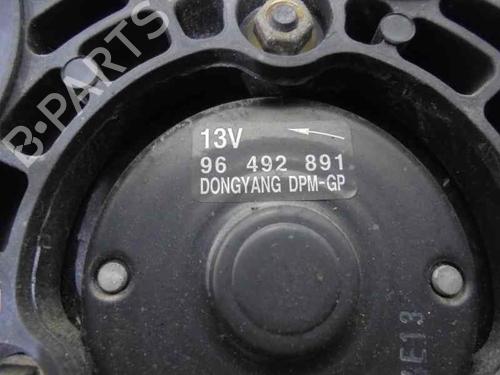 B-PARTS
13V
96 492 891
DONGYANG DPM-GP